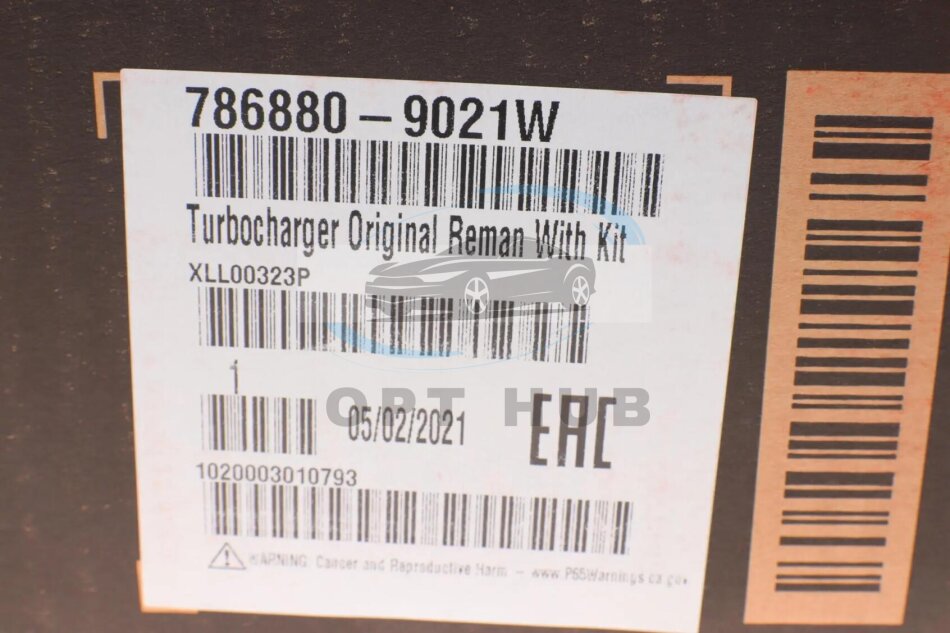 786880-9021W
Turbocharger Original Reman With Kit
XLL00323P
1
OPT HUB
05/02/2021
EAC
1020003010793
WARNING: Cancer and Reproductive Harm - www.P65Warnings.ca.gov